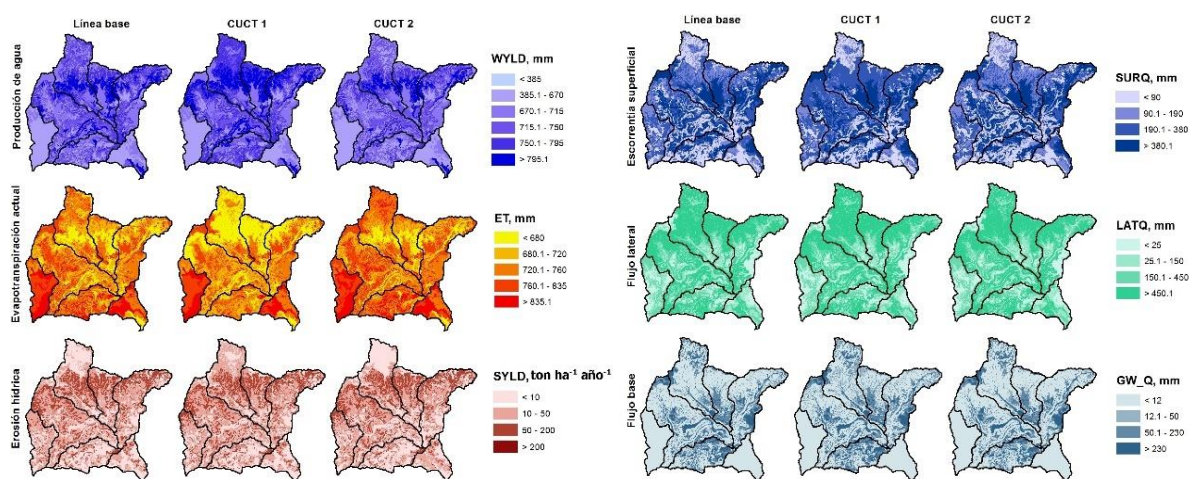 Línea base
CUCT 1
CUCT 2
Producción de agua
WYLD, mm
< 385
385.1 - 670
670.1 - 715
715.1 - 750
750.1 - 795
> 795.1
Evapotranspiración actual
ET, mm
< 680
680.1 - 720
720.1 - 760
760.1 - 835
> 835.1
Erosión hídrica
SYLD, ton ha⁻¹ año⁻¹
< 10
10 - 50
50 - 200
> 200
Línea base
CUCT 1
CUCT 2
Escorrentía superficial
SURQ, mm
< 90
90.1 - 190
190.1 - 380
> 380.1
Flujo lateral
LATQ, mm
< 25
25.1 - 150
150.1 - 450
> 450.1
Flujo base
GW_Q, mm
< 12
12.1 - 50
50.1 - 230
> 230